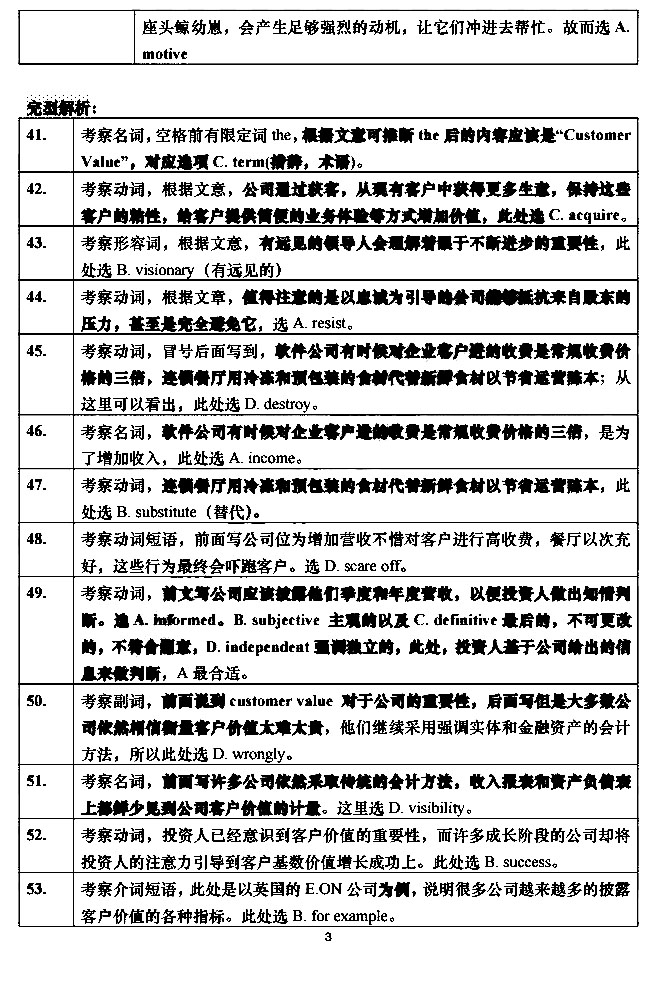 座头鲸幼崽，会产生足够强烈的动机，让它们冲进去帮忙。故而选 A.
motive
完型解析：
41. 考察名词，空格前有限定词 the，根据文意可推断 the 后的内容应该是“Customer
Value”，对应选项 C. term(措辞，术语)。
42. 考察动词，根据文意，公司通过获客，从现有客户中获得更多生意，保持这些
客户的粘性，给客户提供简便的业务体验等方式增加价值，此处选 C. acquire。
43. 考察形容词，根据文意，有远见的领导人会理解着眼于不断进步的重要性，此
处选 B. visionary（有远见的）
44. 考察动词，根据文章，值得注意的是以忠诚为引导的公司能够抵抗来自股东的
压力，甚至是完全避免它，选 A. resist。
45. 考察动词，冒号后面写到，软件公司有时候对企业客户进的收费是常规收费价
格的三倍，连锁餐厅用冷冻和预包装的食材代替新鲜食材以节省运营成本；从
这里可以看出，此处选 D. destroy。
46. 考察名词，软件公司有时候对企业客户进的收费是常规收费价格的三倍，是为
了增加收入，此处选 A. income。
47. 考察动词，连锁餐厅用冷冻和预包装的食材代替新鲜食材以节省运营成本，此
处选 B. substitute（替代）。
48. 考察动词短语，前面写公司位为增加营收不惜对客户进行高收费，餐厅以次充
好，这些行为最终会吓跑客户。选 D. scare off。
49. 考察动词，前文写公司应该披露他们季度和年度营收，以便投资人做出知情判
断。选 A. informed。B. subjective 主观的以及 C. definitive 最后的，不可更改
的，不符合题意，D. independent 强调独立的，此处，投资人基于公司给出的信
息来做判断，A 最合适。
50. 考察副词，前面说到 customer value 对于公司的重要性，后面写但是大多数公
司依然相信衡量客户价值太难太贵，他们继续采用强调实体和金融资产的会计
方法，所以此处选 D. wrongly。
51. 考察名词，前面写许多公司依然采取传统的会计方法，收入报表和资产负债表
上都鲜少见到公司客户价值的计量。这里选 D. visibility。
52. 考察动词，投资人已经意识到客户价值的重要性，而许多成长阶段的公司却将
投资人的注意力引导到客户基数价值增长成功上。此处选 B. success。
53. 考察介词短语，此处是以英国的 E.ON 公司为例，说明很多公司越来越多的披露
客户价值的各种指标。此处选 B. for example。
3